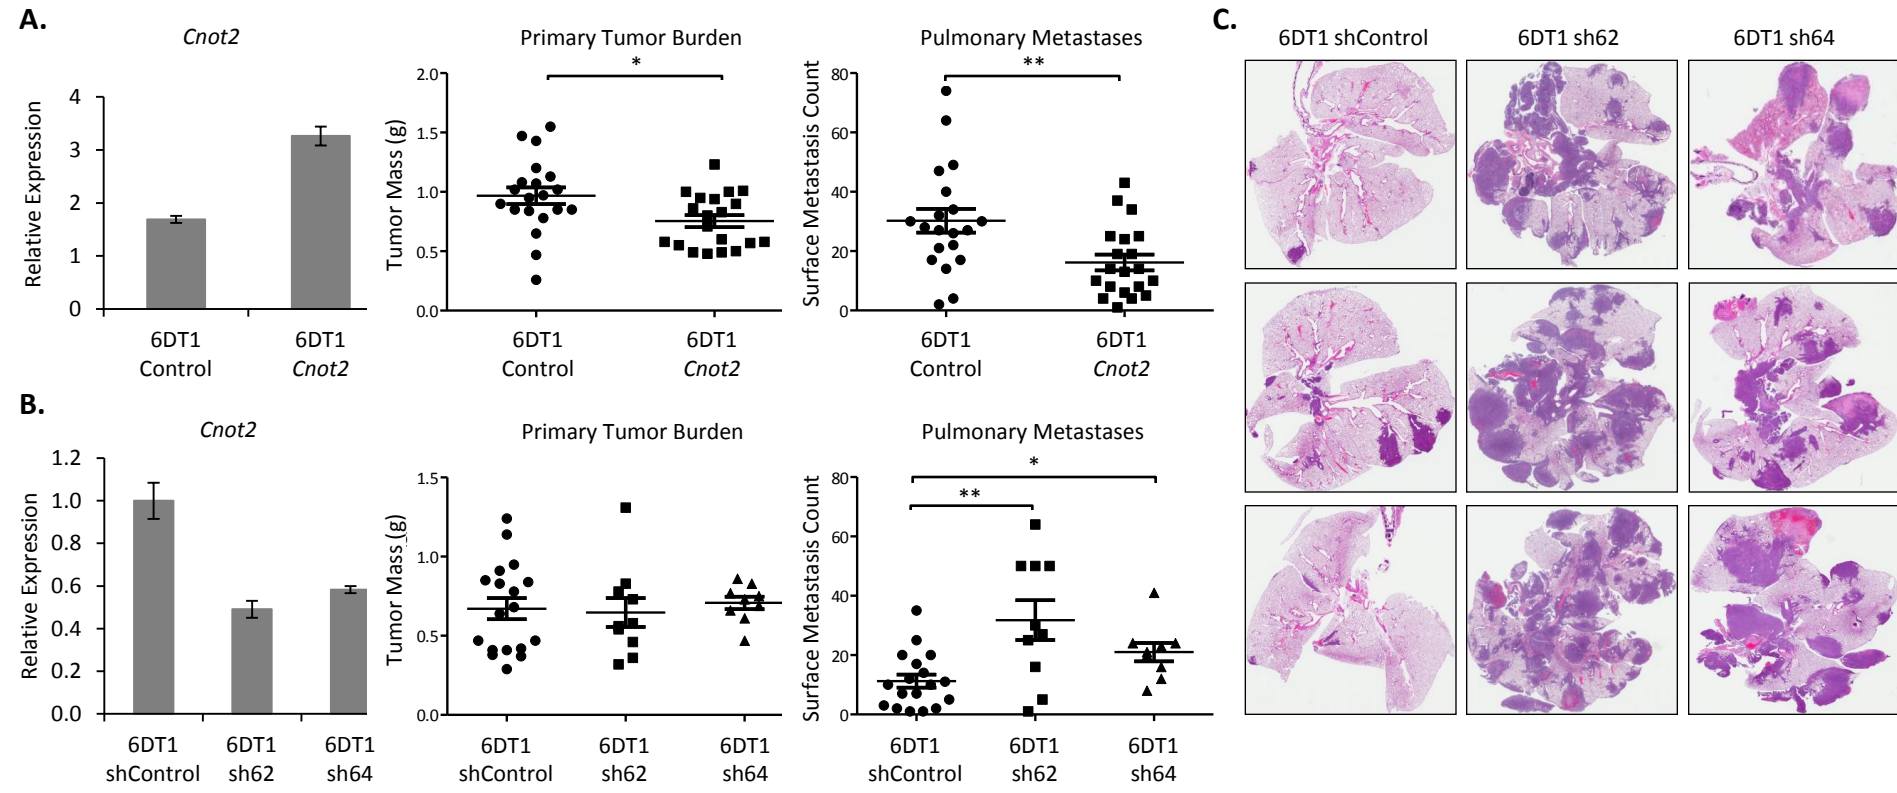 A.
Cnot2
Relative Expression
4
3
2
1
0
6DT1
Control
6DT1
Cnot2
Primary Tumor Burden
*
Tumor Mass (g)
2.0
1.5
1.0
0.5
0.0
6DT1
Control
6DT1
Cnot2
Pulmonary Metastases
**
Surface Metastasis Count
80
60
40
20
0
6DT1
Control
6DT1
Cnot2
B.
Cnot2
Relative Expression
1.2
1.0
0.8
0.6
0.4
0.2
0.0
6DT1
shControl
6DT1
sh62
6DT1
sh64
Primary Tumor Burden
Tumor Mass (g)
1.5
1.0
0.5
0.0
6DT1
shControl
6DT1
sh62
6DT1
sh64
Pulmonary Metastases
*
**
Surface Metastasis Count
80
60
40
20
0
6DT1
shControl
6DT1
sh62
6DT1
sh64
C.
6DT1 shControl
6DT1 sh62
6DT1 sh64